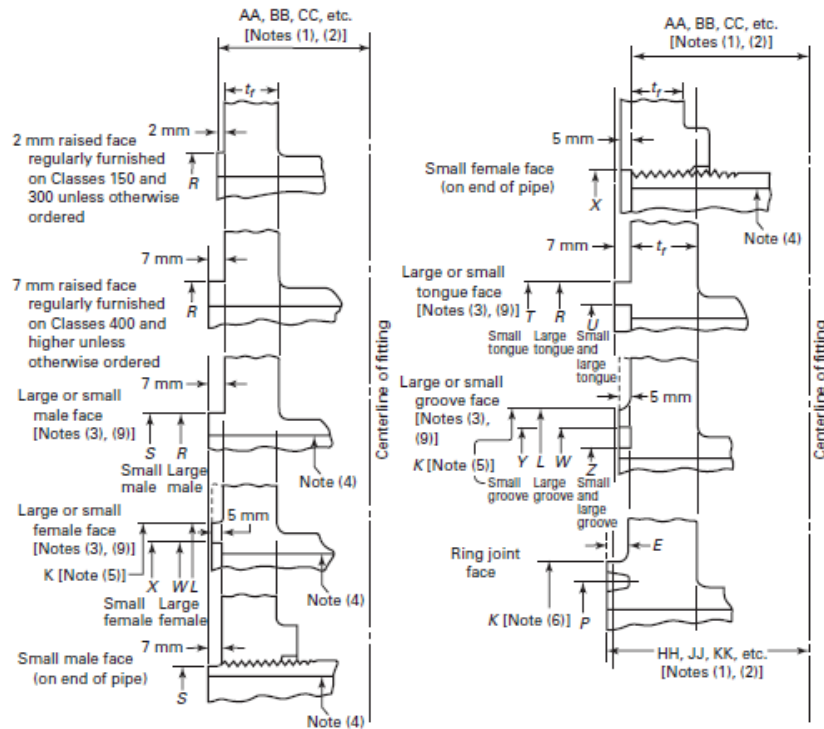 AA, BB, CC, etc.
[Notes (1), (2)]
t_f
2 mm
2 mm raised face
regularly furnished
on Classes 150 and
300 unless otherwise
ordered
R
7 mm
7 mm raised face
regularly furnished
on Classes 400 and
higher unless
otherwise ordered
R
7 mm
Large or small
male face
[Notes (3), (9)]
S R
Small Large
male male
Note (4)
Large or small
female face
[Notes (3), (9)]
5 mm
K [Note (5)]
X W L
Small Large
female female
Note (4)
7 mm
Small male face
(on end of pipe)
S
Note (4)
Centerline of fitting
AA, BB, CC, etc.
[Notes (1), (2)]
t_f
5 mm
Small female face
(on end of pipe)
X
Note (4)
7 mm
t_f
Large or small
tongue face
[Notes (3), (9)]
T R U
Small Large Small
tongue tongue and
large
tongue
Large or small
groove face
[Notes (3),
(9)]
5 mm
K [Note (5)]
Y L W Z
Small Large Small
groove groove and
large
groove
Ring joint
face
E
K [Note (6)]
P
HH, JJ, KK, etc.
[Notes (1), (2)]
Centerline of fitting